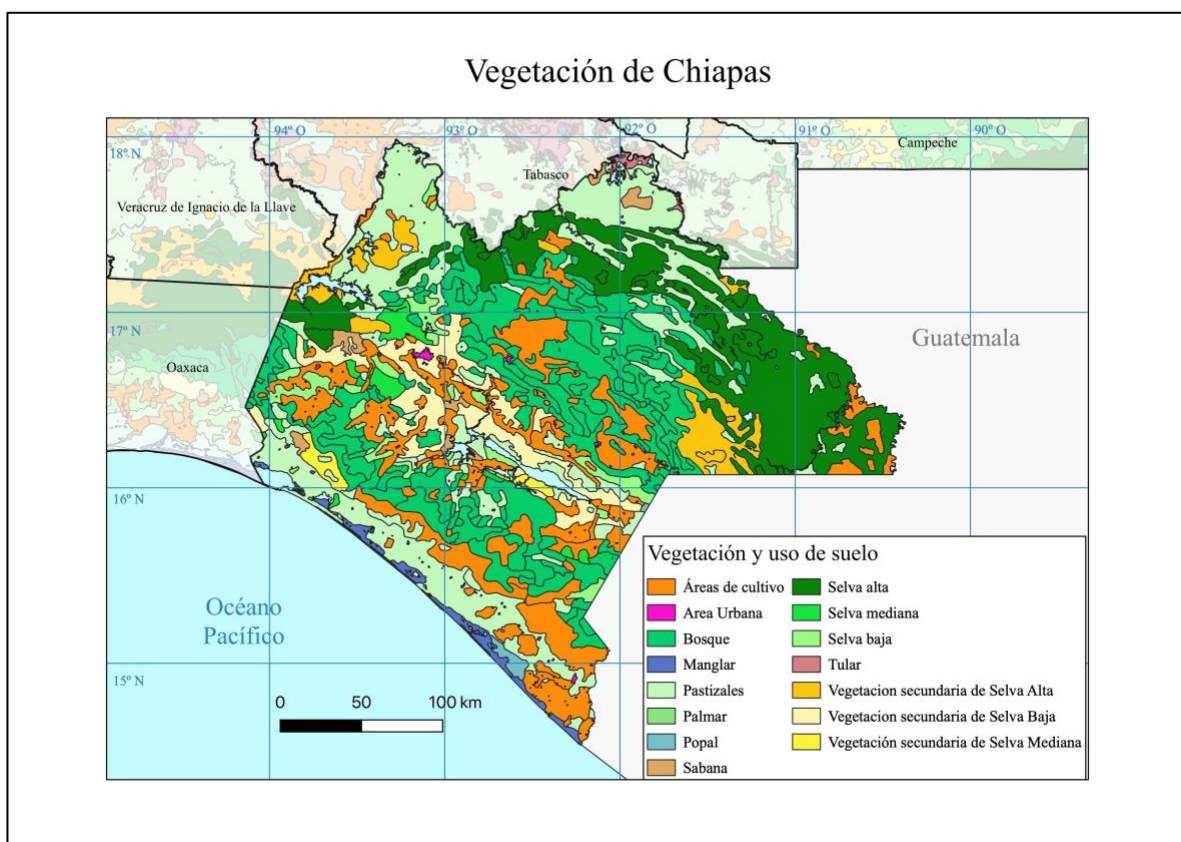 Vegetación de Chiapas
94º O
93º O
92º O
91º O
90º O
18º N
Campeche
Tabasco
Veracruz de Ignacio de la Llave
17º N
Guatemala
Oaxaca
16º N
Vegetación y uso de suelo
Áreas de cultivo
Area Urbana
Bosque
Manglar
Pastizales
Palmar
Popal
Sabana
Selva alta
Selva mediana
Selva baja
Tular
Vegetacion secundaria de Selva Alta
Vegetacion secundaria de Selva Baja
Vegetación secundaria de Selva Mediana
Océano
Pacífico
15º N
0 50 100 km